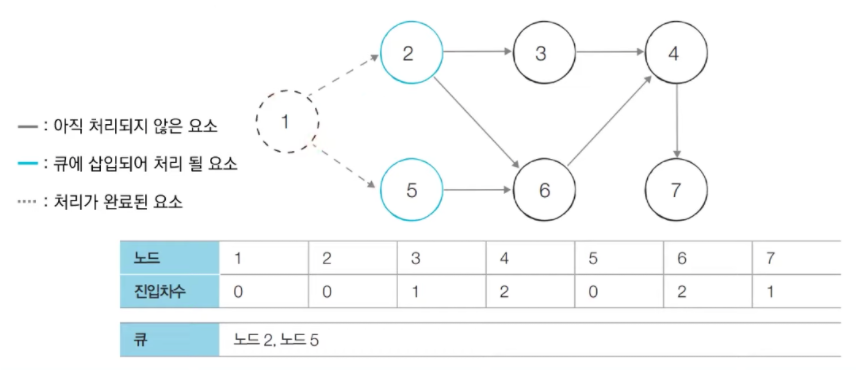 2 3 4
1
— : 아직 처리되지 않은 요소
— : 큐에 삽입되어 처리 될 요소
···· : 처리가 완료된 요소
5 6 7
노드 1 2 3 4 5 6 7
진입차수 0 0 1 2 0 2 1
큐 노드 2, 노드 5